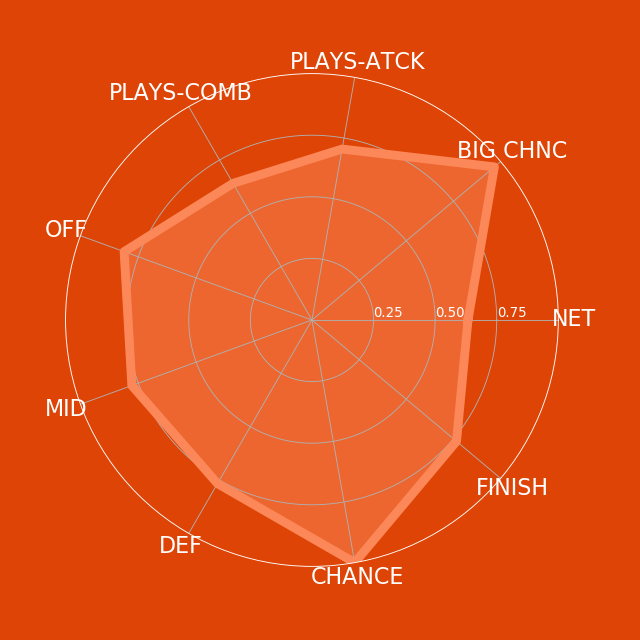 PLAYS-ATCK
PLAYS-COMB
BIG CHNC
OFF
0.25 0.50 0.75 NET
MID
FINISH
DEF
CHANCE